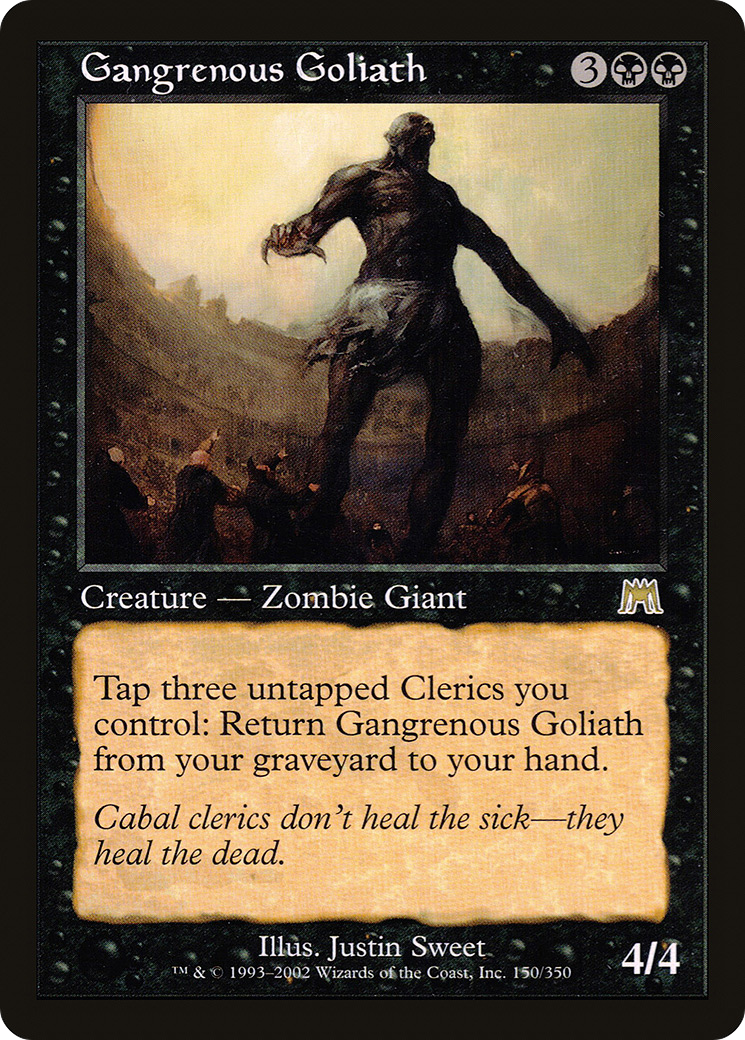 Gangrenous Goliath 3
Creature — Zombie Giant
Tap three untapped Clerics you
control: Return Gangrenous Goliath
from your graveyard to your hand.
Cabal clerics don't heal the sick—they
heal the dead.
Illus. Justin Sweet
™ & © 1993–2002 Wizards of the Coast, Inc. 150/350
4/4